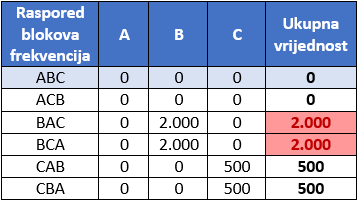 Raspored blokova frekvencija A B C Ukupna vrijednost
ABC 0 0 0 0
ACB 0 0 0 0
BAC 0 2.000 0 2.000
BCA 0 2.000 0 2.000
CAB 0 0 500 500
CBA 0 0 500 500